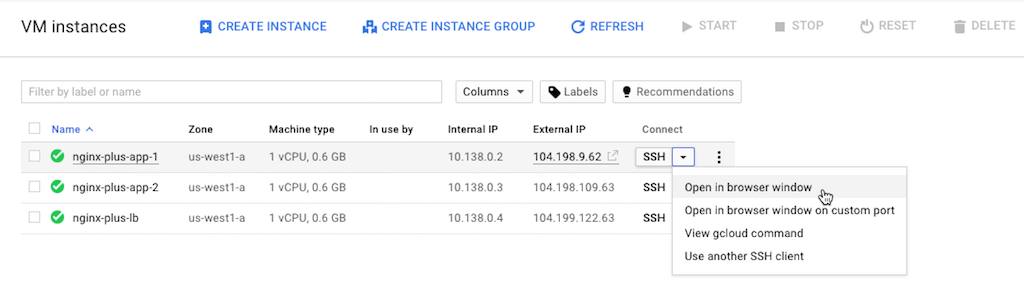 VM instances CREATE INSTANCE CREATE INSTANCE GROUP REFRESH START STOP RESET DELETE
Filter by label or name Columns Labels Recommendations
Name Zone Machine type In use by Internal IP External IP Connect
nginx-plus-app-1 us-west1-a 1 vCPU, 0.6 GB 10.138.0.2 104.198.9.62 SSH
nginx-plus-app-2 us-west1-a 1 vCPU, 0.6 GB 10.138.0.3 104.198.109.63 SSH
nginx-plus-lb us-west1-a 1 vCPU, 0.6 GB 10.138.0.4 104.199.122.63 SSH
Open in browser window
Open in browser window on custom port
View gcloud command
Use another SSH client